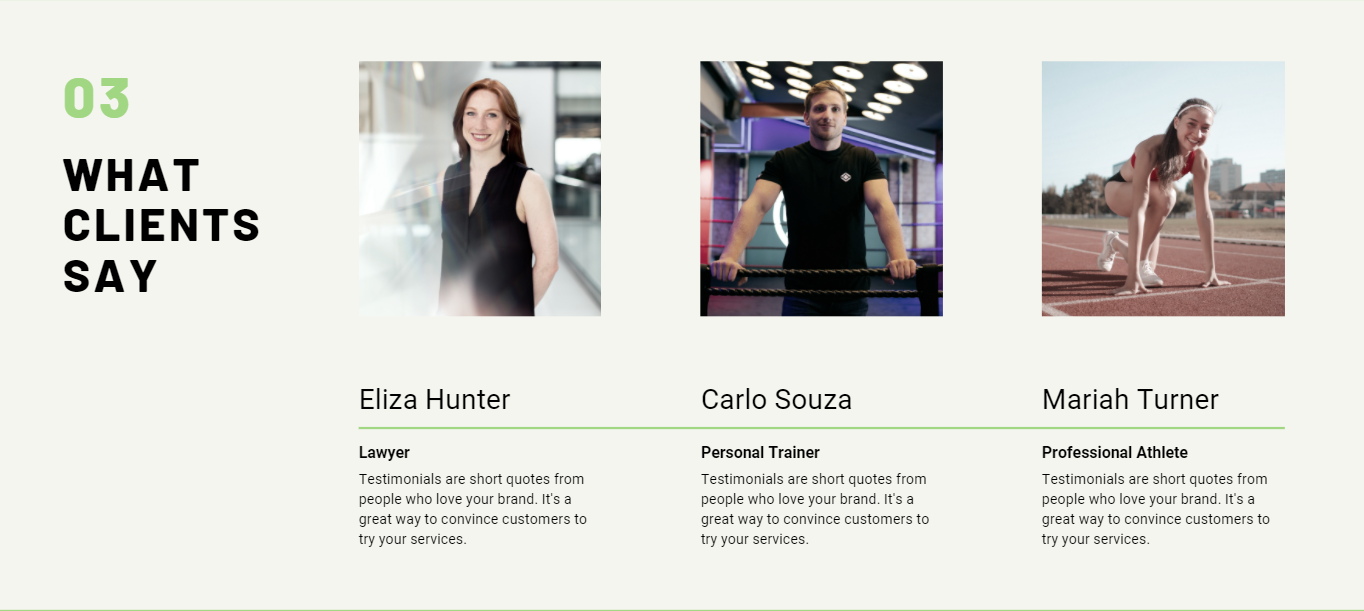 03
WHAT
CLIENTS
SAY
Eliza Hunter
Lawyer
Testimonials are short quotes from
people who love your brand. It's a
great way to convince customers to
try your services.
Carlo Souza
Personal Trainer
Testimonials are short quotes from
people who love your brand. It's a
great way to convince customers to
try your services.
Mariah Turner
Professional Athlete
Testimonials are short quotes from
people who love your brand. It's a
great way to convince customers to
try your services.